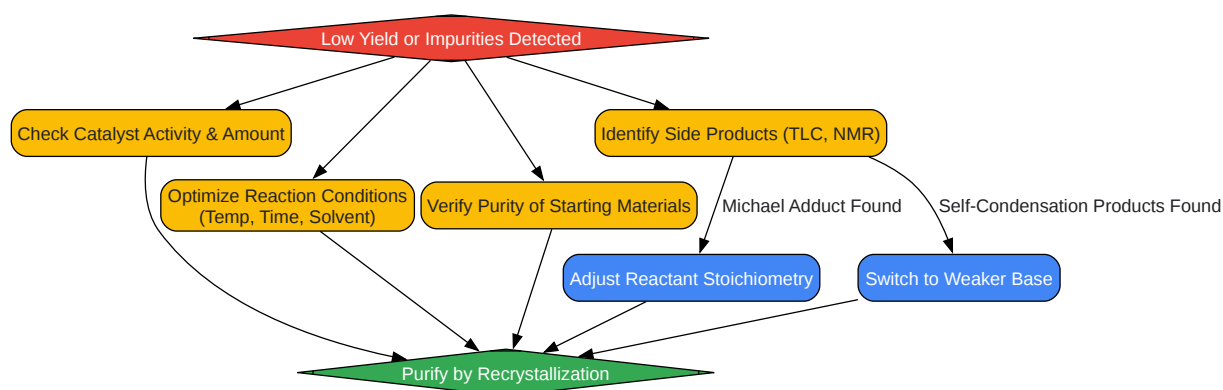 Low Yield or Impurities Detected
Check Catalyst Activity & Amount
Identify Side Products (TLC, NMR)
Optimize Reaction Conditions
(Temp, Time, Solvent)
Verify Purity of Starting Materials
Michael Adduct Found
Self-Condensation Products Found
Adjust Reactant Stoichiometry
Switch to Weaker Base
Purify by Recrystallization